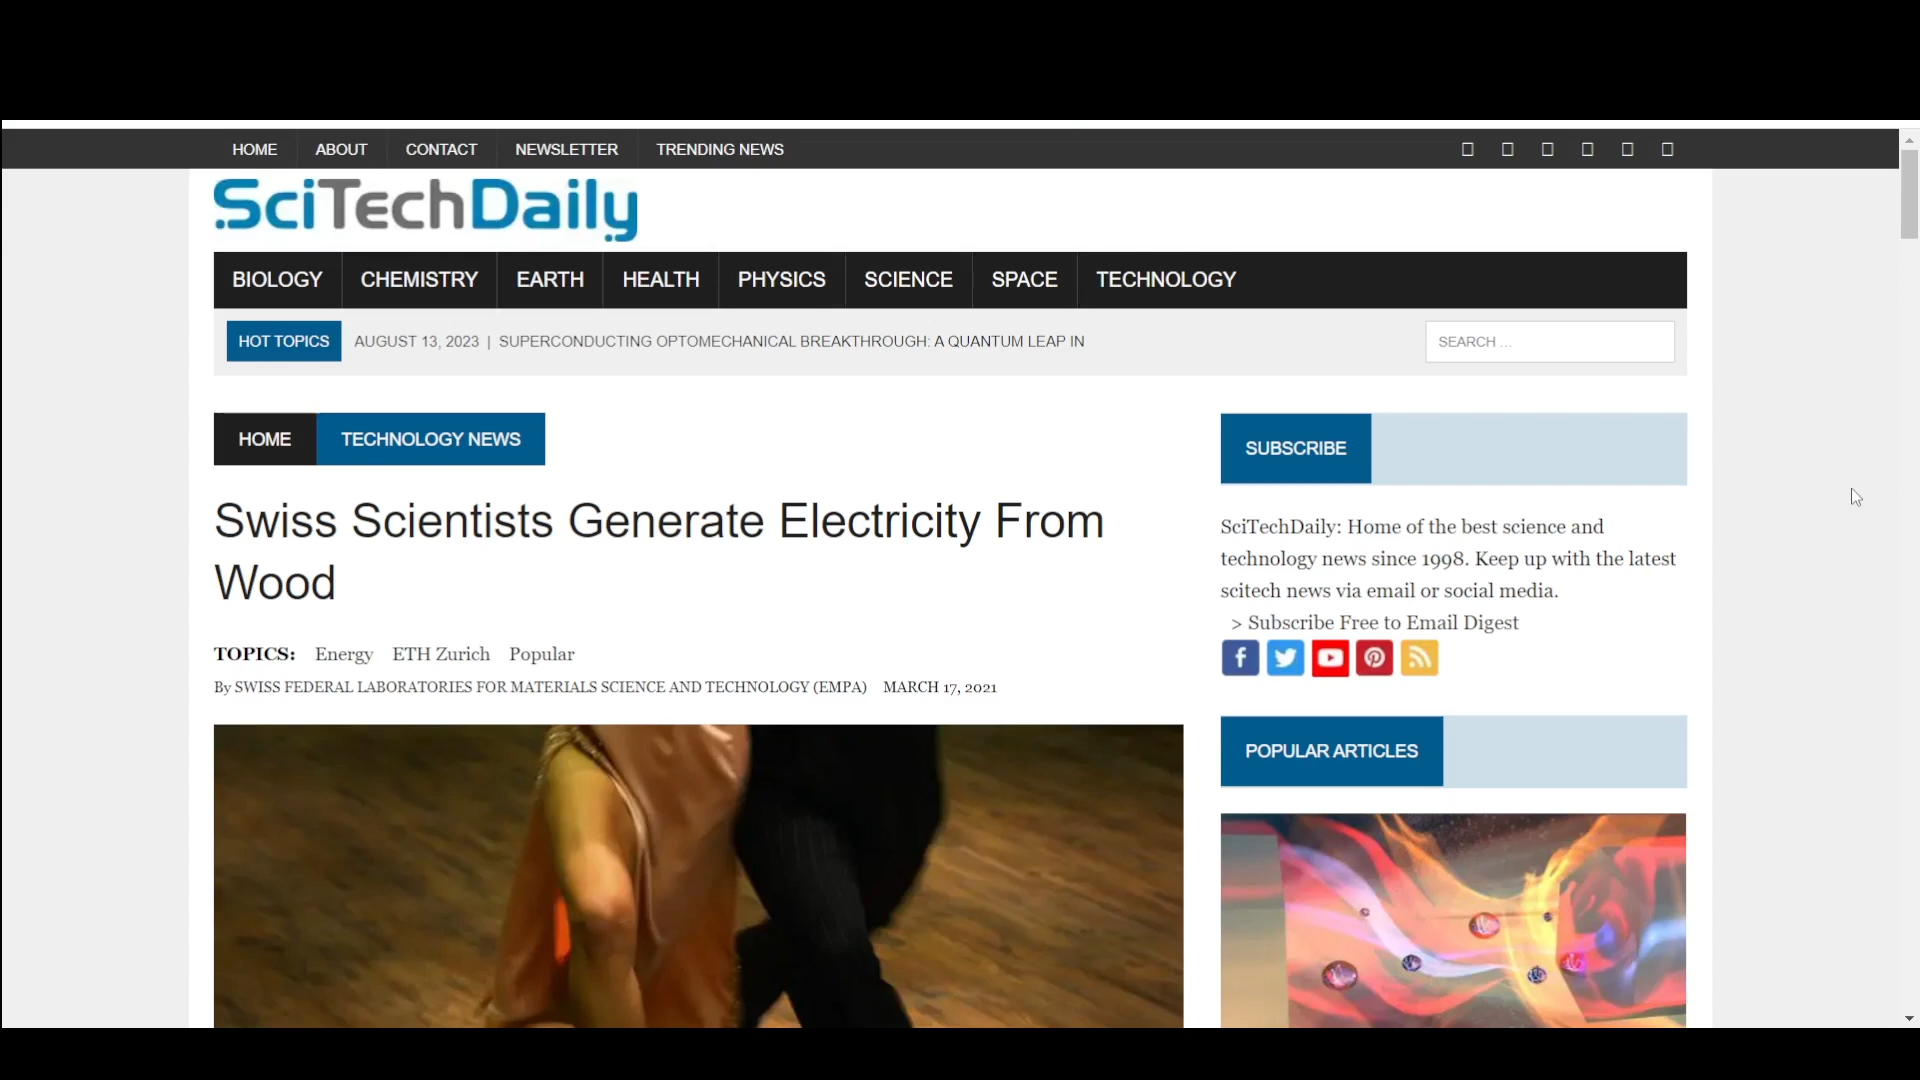 HOME ABOUT CONTACT NEWSLETTER TRENDING NEWS
SciTechDaily
BIOLOGY CHEMISTRY EARTH HEALTH PHYSICS SCIENCE SPACE TECHNOLOGY
HOT TOPICS AUGUST 13, 2023 | SUPERCONDUCTING OPTOMECHANICAL BREAKTHROUGH: A QUANTUM LEAP IN
SEARCH ...
HOME TECHNOLOGY NEWS
Swiss Scientists Generate Electricity From
Wood
TOPICS: Energy ETH Zurich Popular
By SWISS FEDERAL LABORATORIES FOR MATERIALS SCIENCE AND TECHNOLOGY (EMPA) MARCH 17, 2021
SUBSCRIBE
SciTechDaily: Home of the best science and
technology news since 1998. Keep up with the latest
scitech news via email or social media.
> Subscribe Free to Email Digest
POPULAR ARTICLES